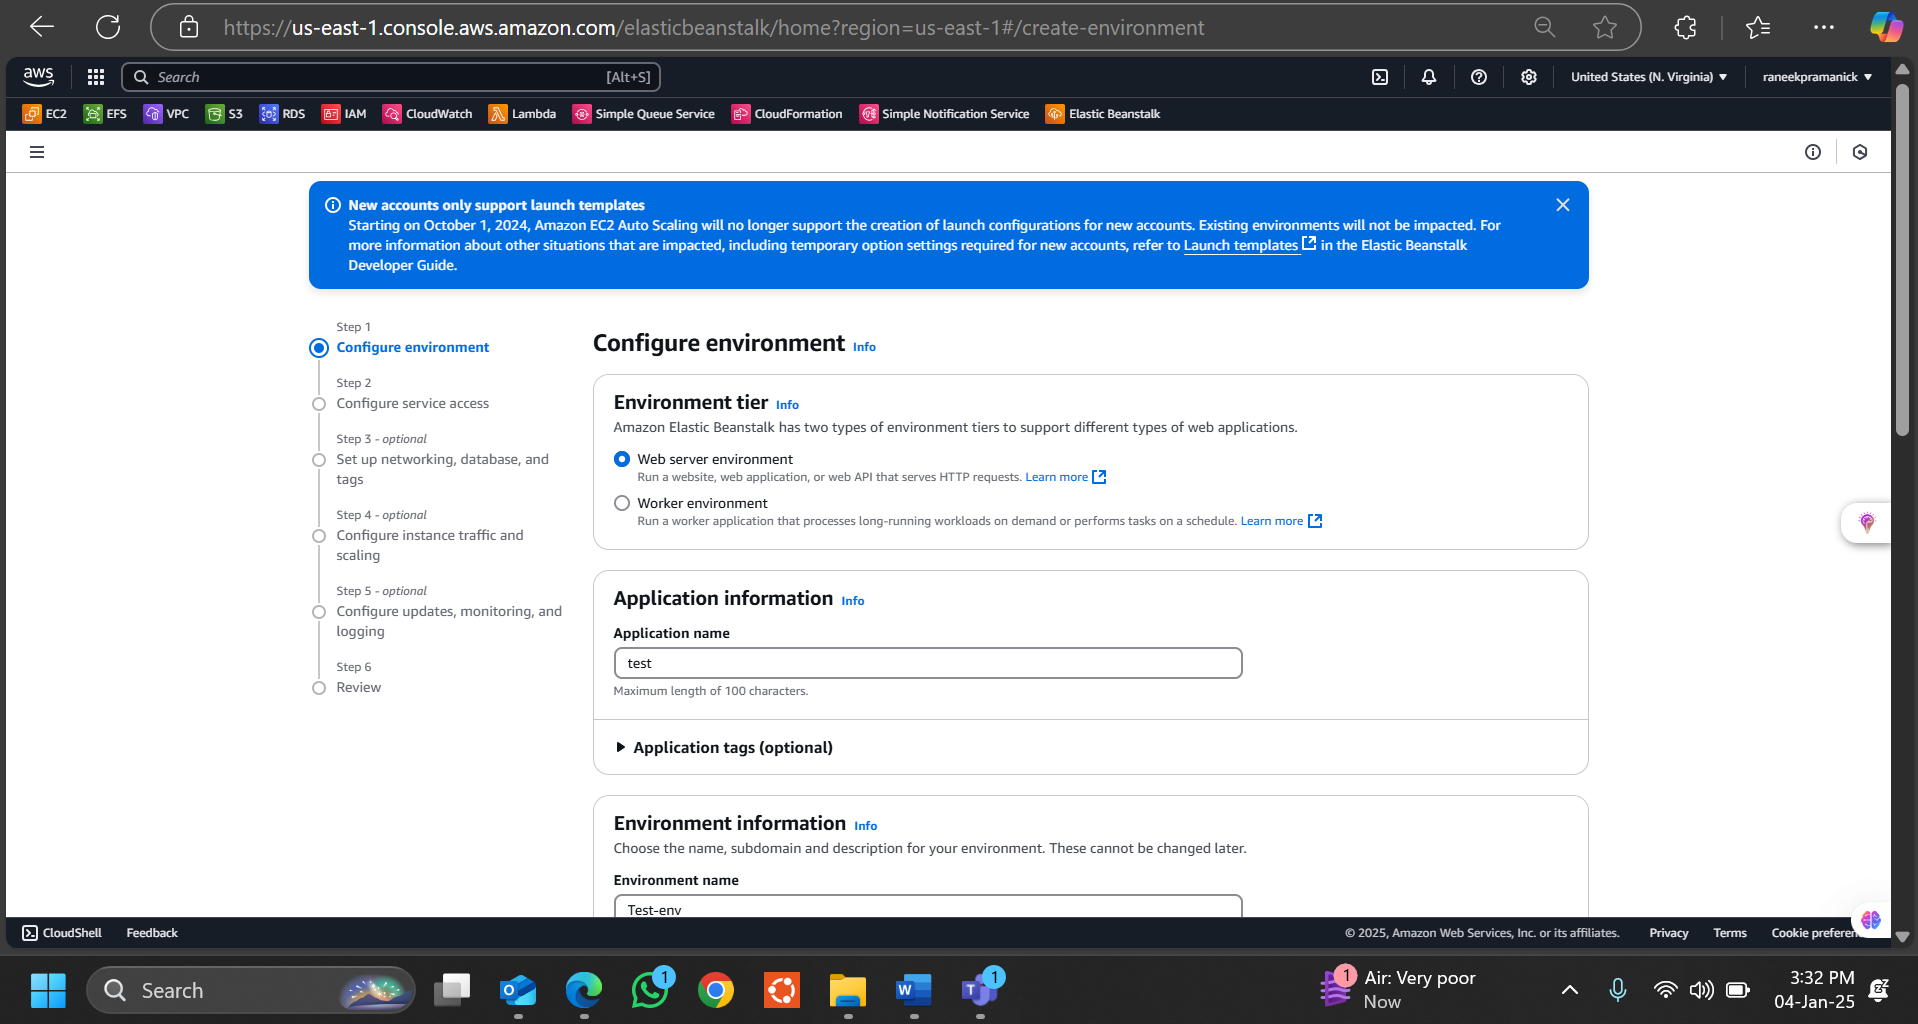 https://us-east-1.console.aws.amazon.com/elasticbeanstalk/home?region=us-east-1#/create-environment
aws
Search [Alt+S]
United States (N. Virginia)
raneekpramanick
EC2 EFS VPC S3 RDS IAM CloudWatch Lambda Simple Queue Service CloudFormation Simple Notification Service Elastic Beanstalk
New accounts only support launch templates
Starting on October 1, 2024, Amazon EC2 Auto Scaling will no longer support the creation of launch configurations for new accounts. Existing environments will not be impacted. For
more information about other situations that are impacted, including temporary option settings required for new accounts, refer to Launch templates in the Elastic Beanstalk
Developer Guide.
Step 1
Configure environment
Step 2
Configure service access
Step 3 - optional
Set up networking, database, and
tags
Step 4 - optional
Configure instance traffic and
scaling
Step 5 - optional
Configure updates, monitoring, and
logging
Step 6
Review
Configure environment Info
Environment tier Info
Amazon Elastic Beanstalk has two types of environment tiers to support different types of web applications.
Web server environment
Run a website, web application, or web API that serves HTTP requests. Learn more
Worker environment
Run a worker application that processes long-running workloads on demand or performs tasks on a schedule. Learn more
Application information Info
Application name
test
Maximum length of 100 characters.
Application tags (optional)
Environment information Info
Choose the name, subdomain and description for your environment. These cannot be changed later.
Environment name
Test-env
CloudShell Feedback
© 2025, Amazon Web Services, Inc. or its affiliates. Privacy Terms Cookie preferen
Search
1
1
1
Air: Very poor
Now
3:32 PM
04-Jan-25